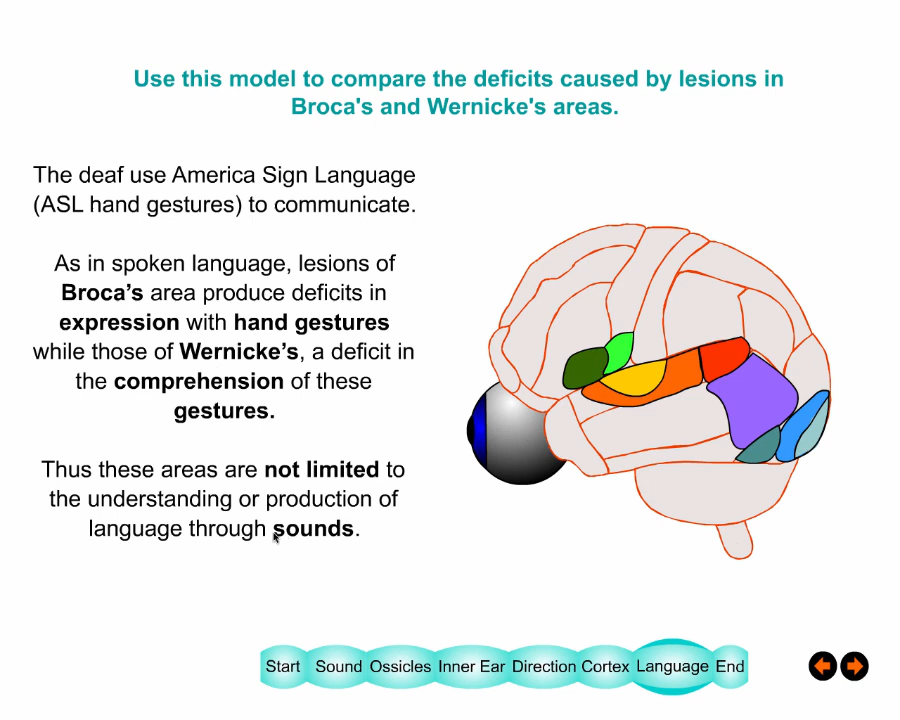 Use this model to compare the deficits caused by lesions in
Broca's and Wernicke's areas.
The deaf use America Sign Language
(ASL hand gestures) to communicate.
As in spoken language, lesions of
Broca’s area produce deficits in
expression with hand gestures
while those of Wernicke’s, a deficit in
the comprehension of these
gestures.
Thus these areas are not limited to
the understanding or production of
language through sounds.
Start Sound Ossicles Inner Ear Direction Cortex Language End